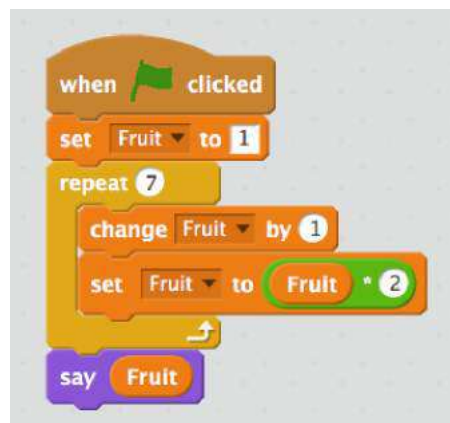 when clicked
set Fruit to 1
repeat 7
change Fruit by 1
set Fruit to Fruit * 2
say Fruit